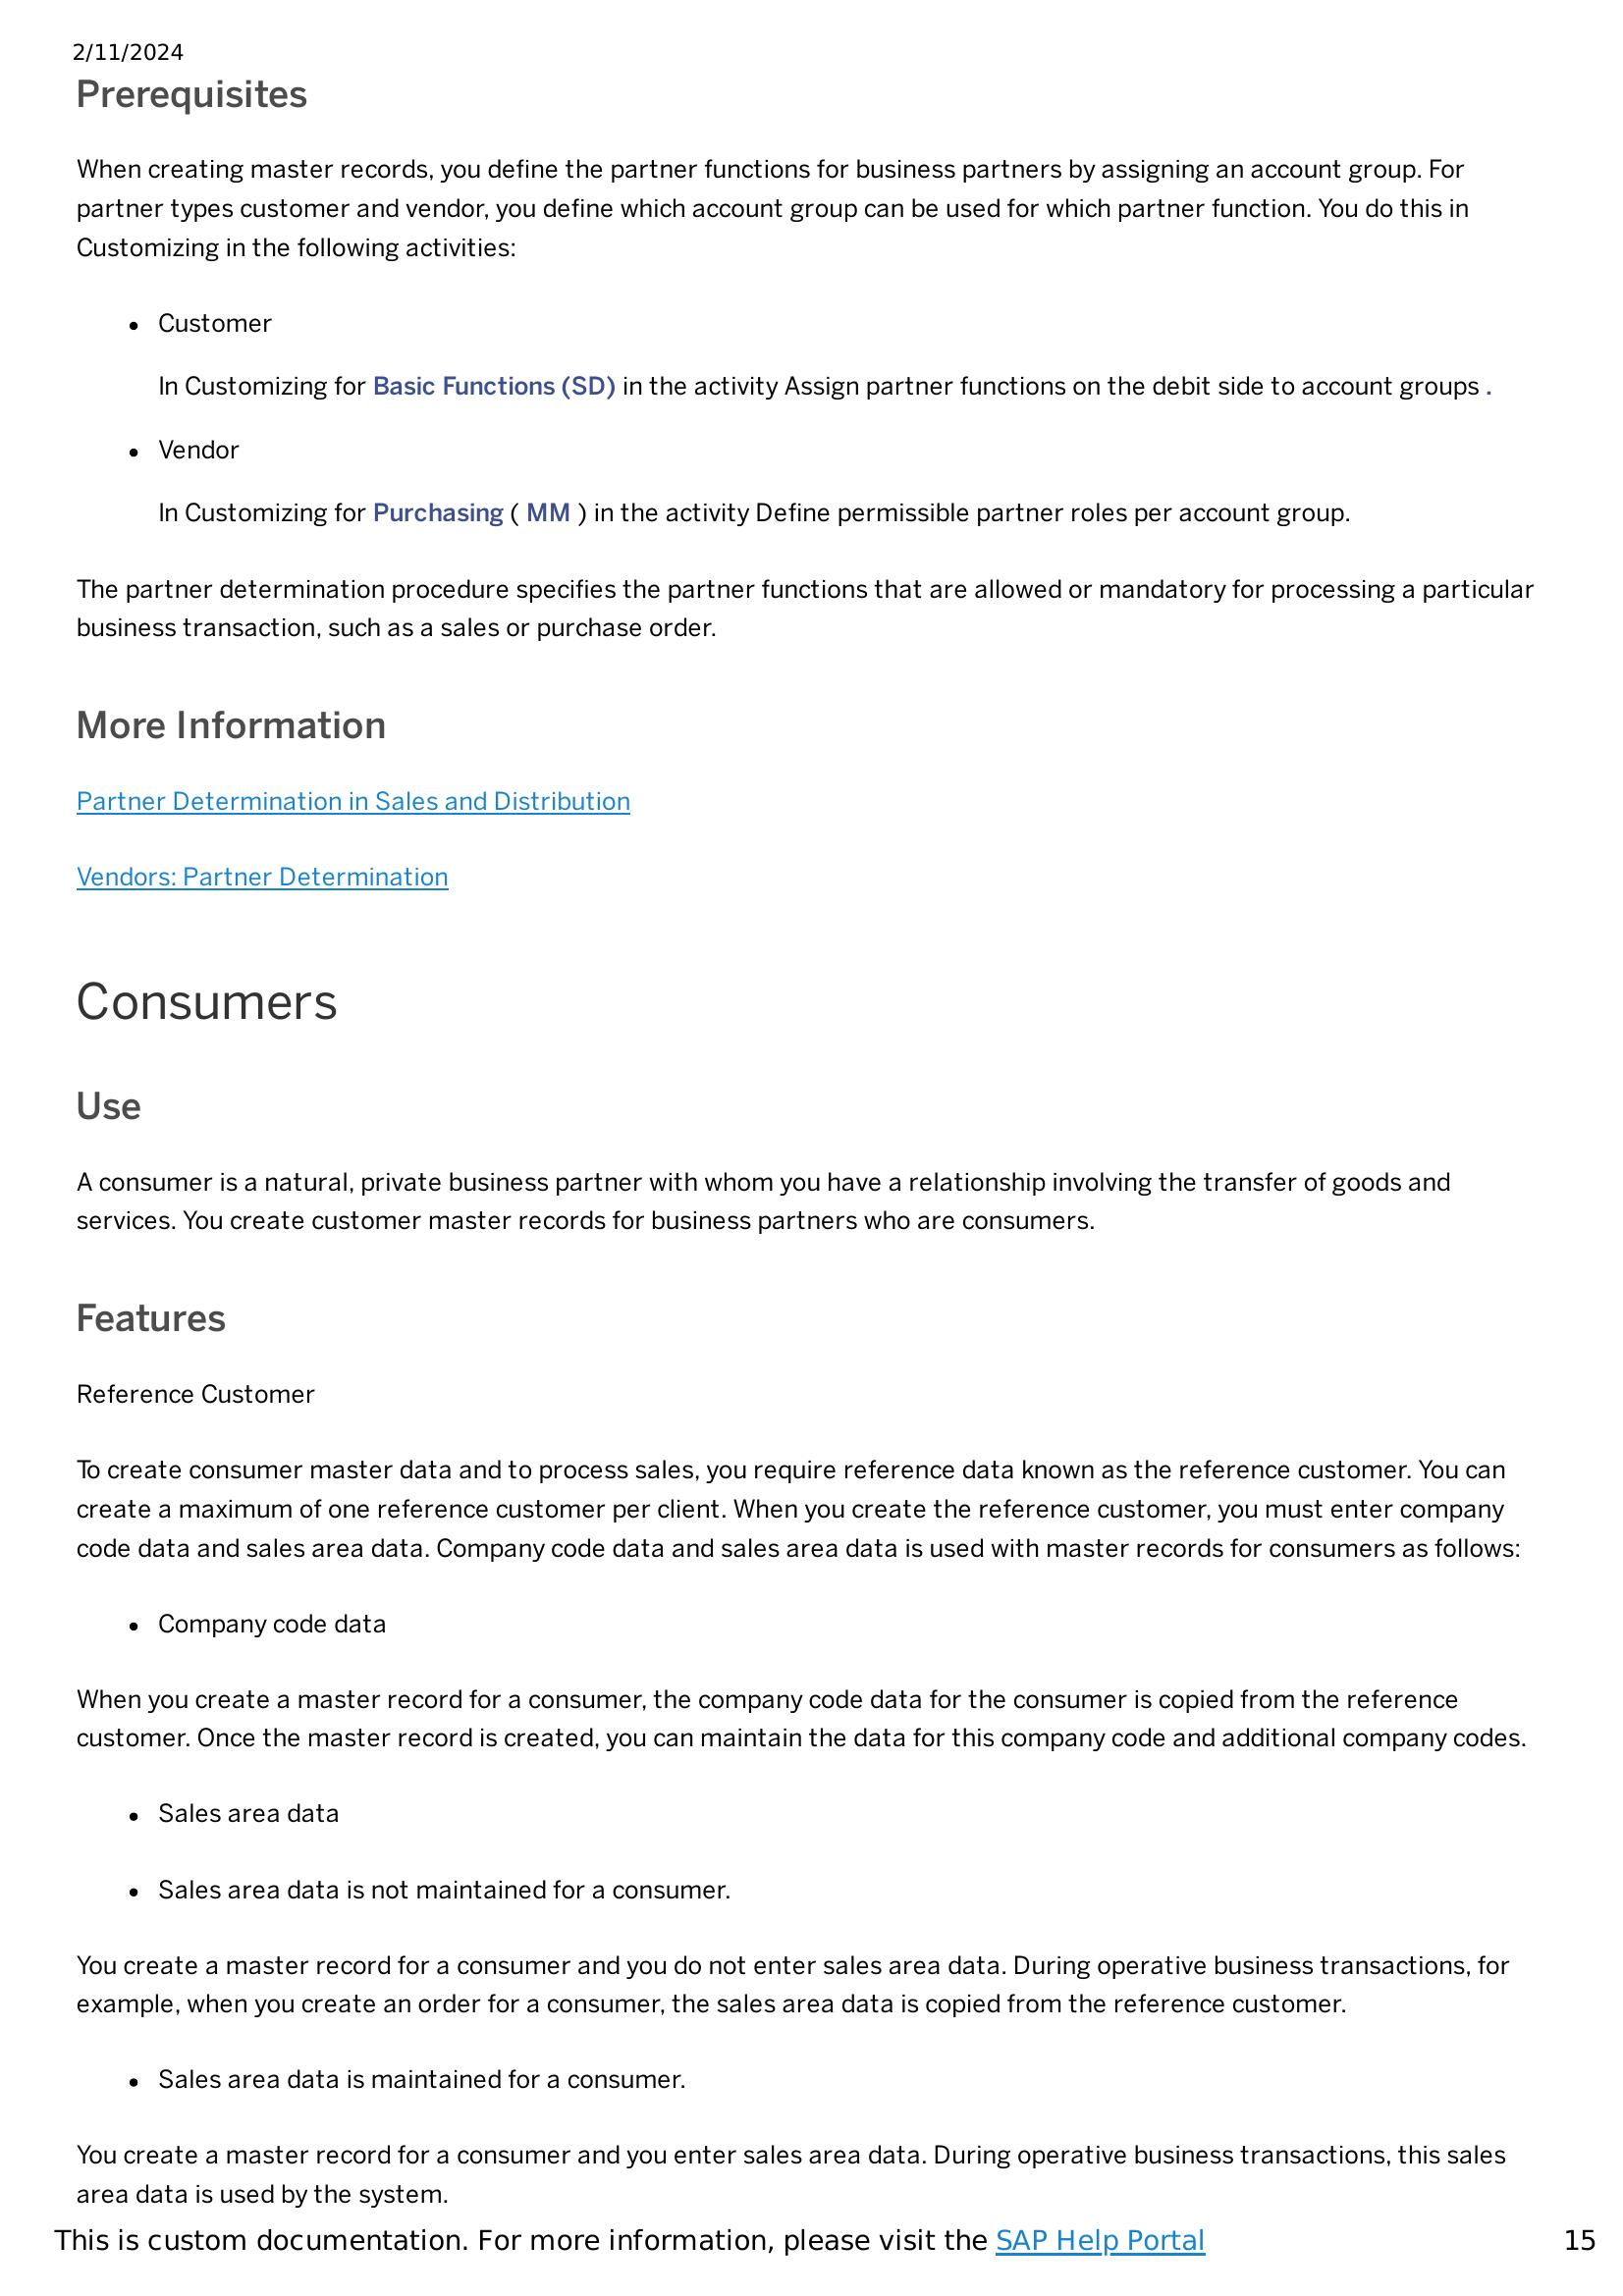 2/11/2024
Prerequisites
When creating master records, you define the partner functions for business partners by assigning an account group. For
partner types customer and vendor, you define which account group can be used for which partner function. You do this in
Customizing in the following activities:
• Customer
In Customizing for Basic Functions (SD) in the activity Assign partner functions on the debit side to account groups .
• Vendor
In Customizing for Purchasing ( MM ) in the activity Define permissible partner roles per account group.
The partner determination procedure specifies the partner functions that are allowed or mandatory for processing a particular
business transaction, such as a sales or purchase order.
More Information
Partner Determination in Sales and Distribution
Vendors: Partner Determination
Consumers
Use
A consumer is a natural, private business partner with whom you have a relationship involving the transfer of goods and
services. You create customer master records for business partners who are consumers.
Features
Reference Customer
To create consumer master data and to process sales, you require reference data known as the reference customer. You can
create a maximum of one reference customer per client. When you create the reference customer, you must enter company
code data and sales area data. Company code data and sales area data is used with master records for consumers as follows:
• Company code data
When you create a master record for a consumer, the company code data for the consumer is copied from the reference
customer. Once the master record is created, you can maintain the data for this company code and additional company codes.
• Sales area data
• Sales area data is not maintained for a consumer.
You create a master record for a consumer and you do not enter sales area data. During operative business transactions, for
example, when you create an order for a consumer, the sales area data is copied from the reference customer.
• Sales area data is maintained for a consumer.
You create a master record for a consumer and you enter sales area data. During operative business transactions, this sales
area data is used by the system.
This is custom documentation. For more information, please visit the SAP Help Portal 15